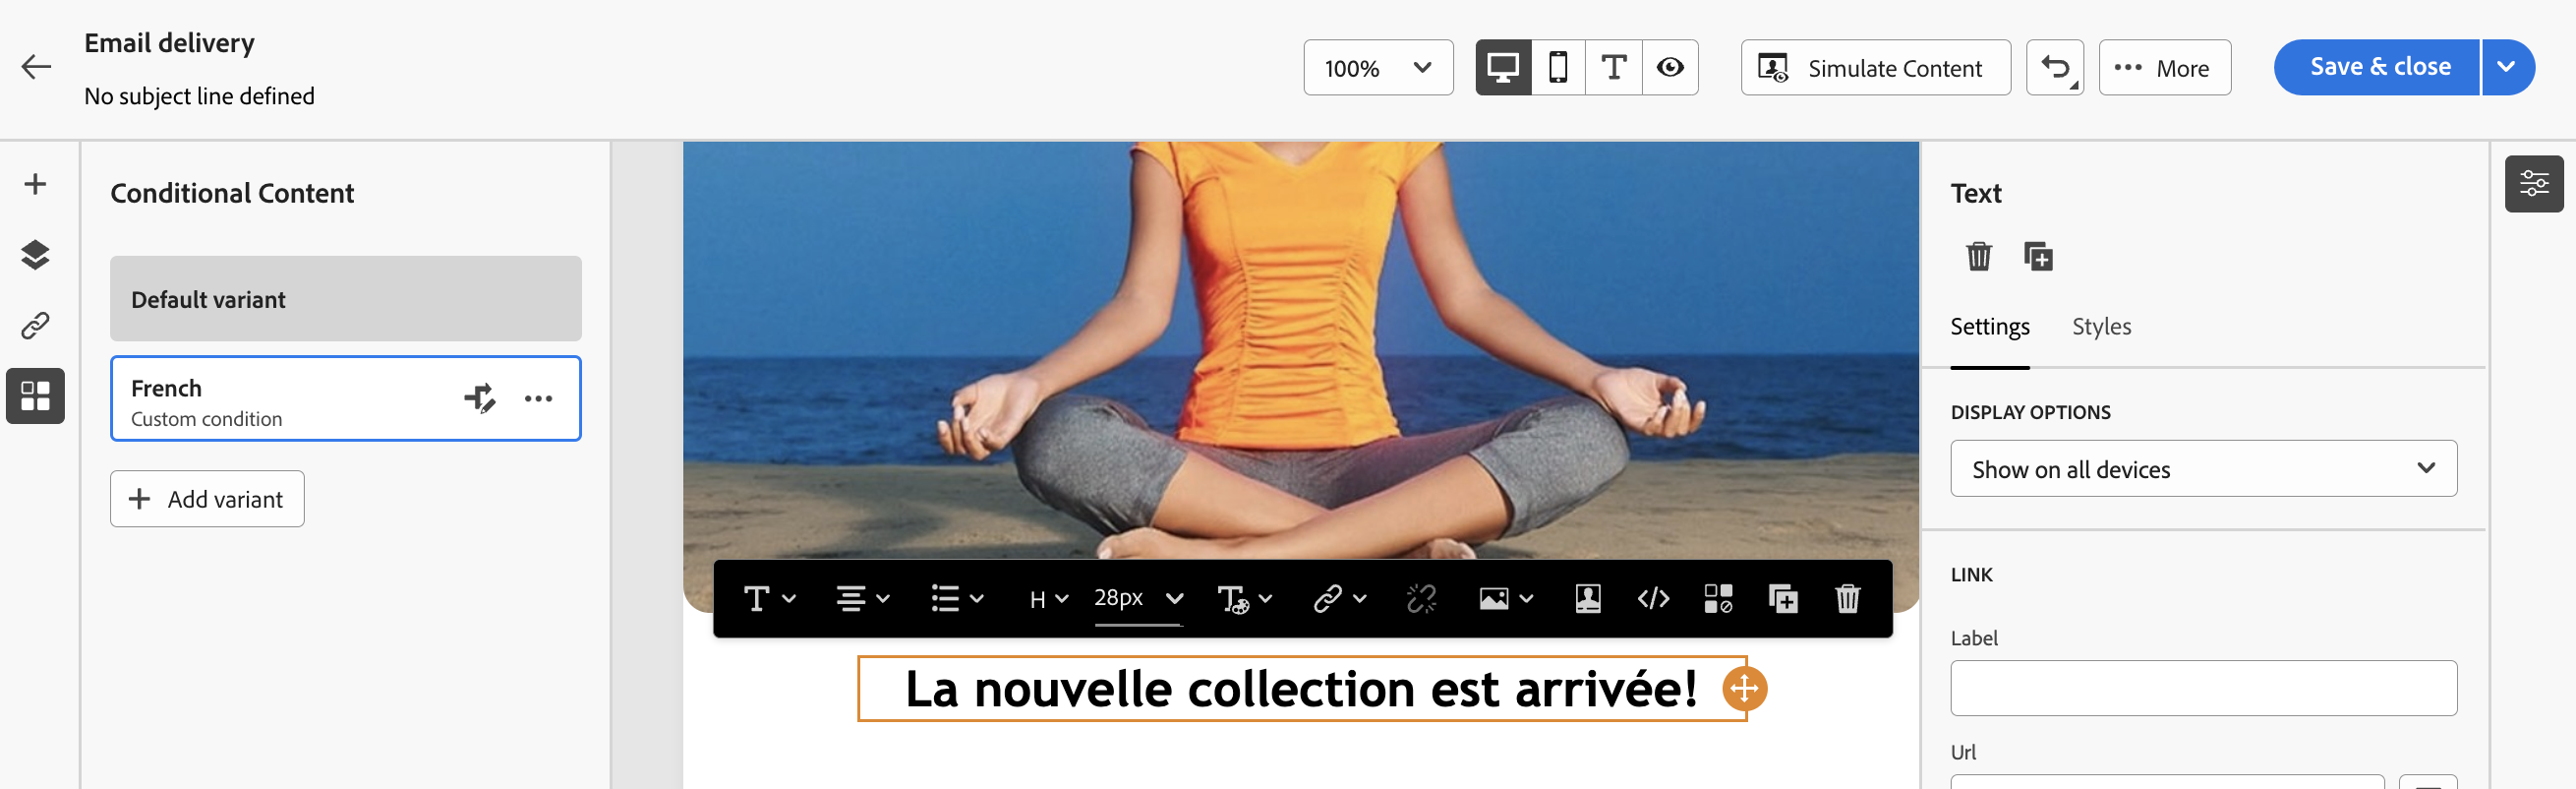 Email delivery
No subject line defined
100%
Simulate Content
More
Save & close
Conditional Content
Default variant
French
Custom condition
Add variant
H
28px
La nouvelle collection est arrivée!
Text
Settings
Styles
DISPLAY OPTIONS
Show on all devices
LINK
Label
Url